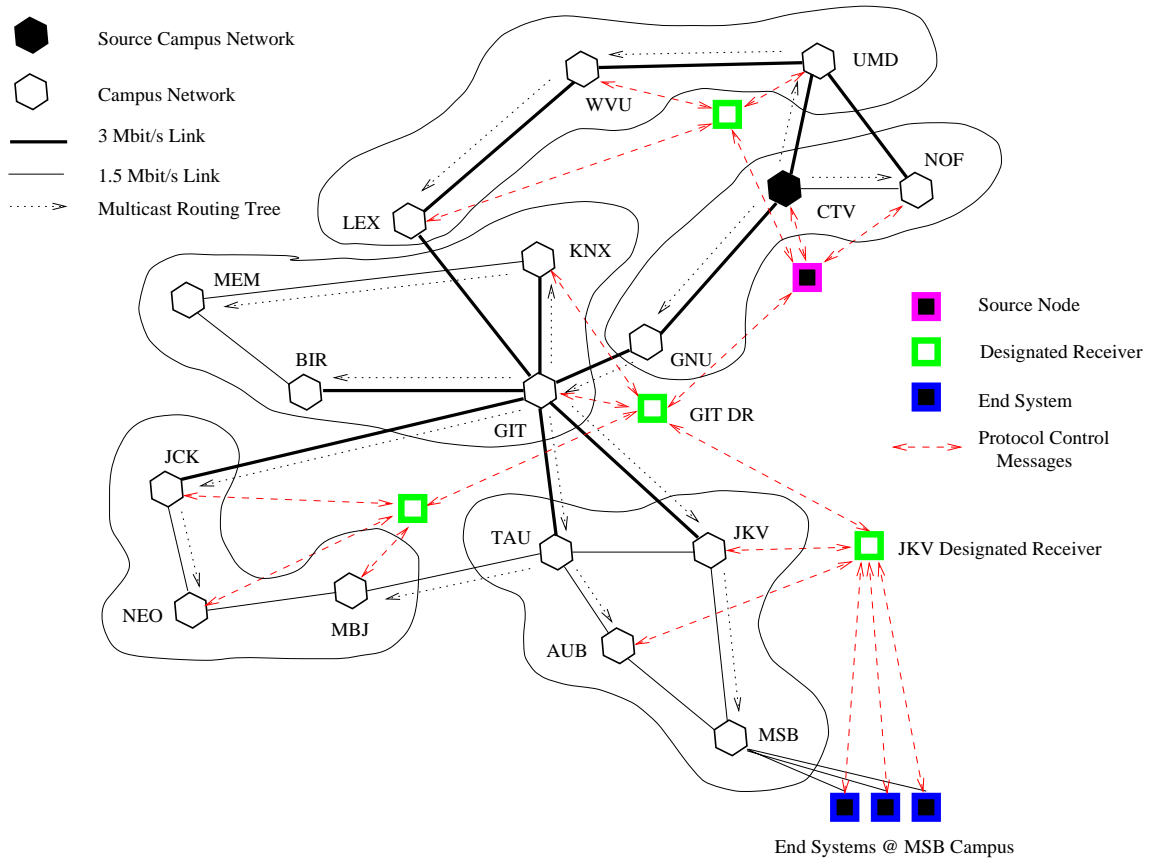 Source Campus Network
Campus Network
3 Mbit/s Link
1.5 Mbit/s Link
Multicast Routing Tree
UMD
WVU
NOF
CTV
LEX
KNX
MEM
Source Node
Designated Receiver
End System
Protocol Control
Messages
GNU
BIR
GIT
GIT DR
JCK
TAU
JKV
JKV Designated Receiver
NEO
MBJ
AUB
MSB
End Systems @ MSB Campus